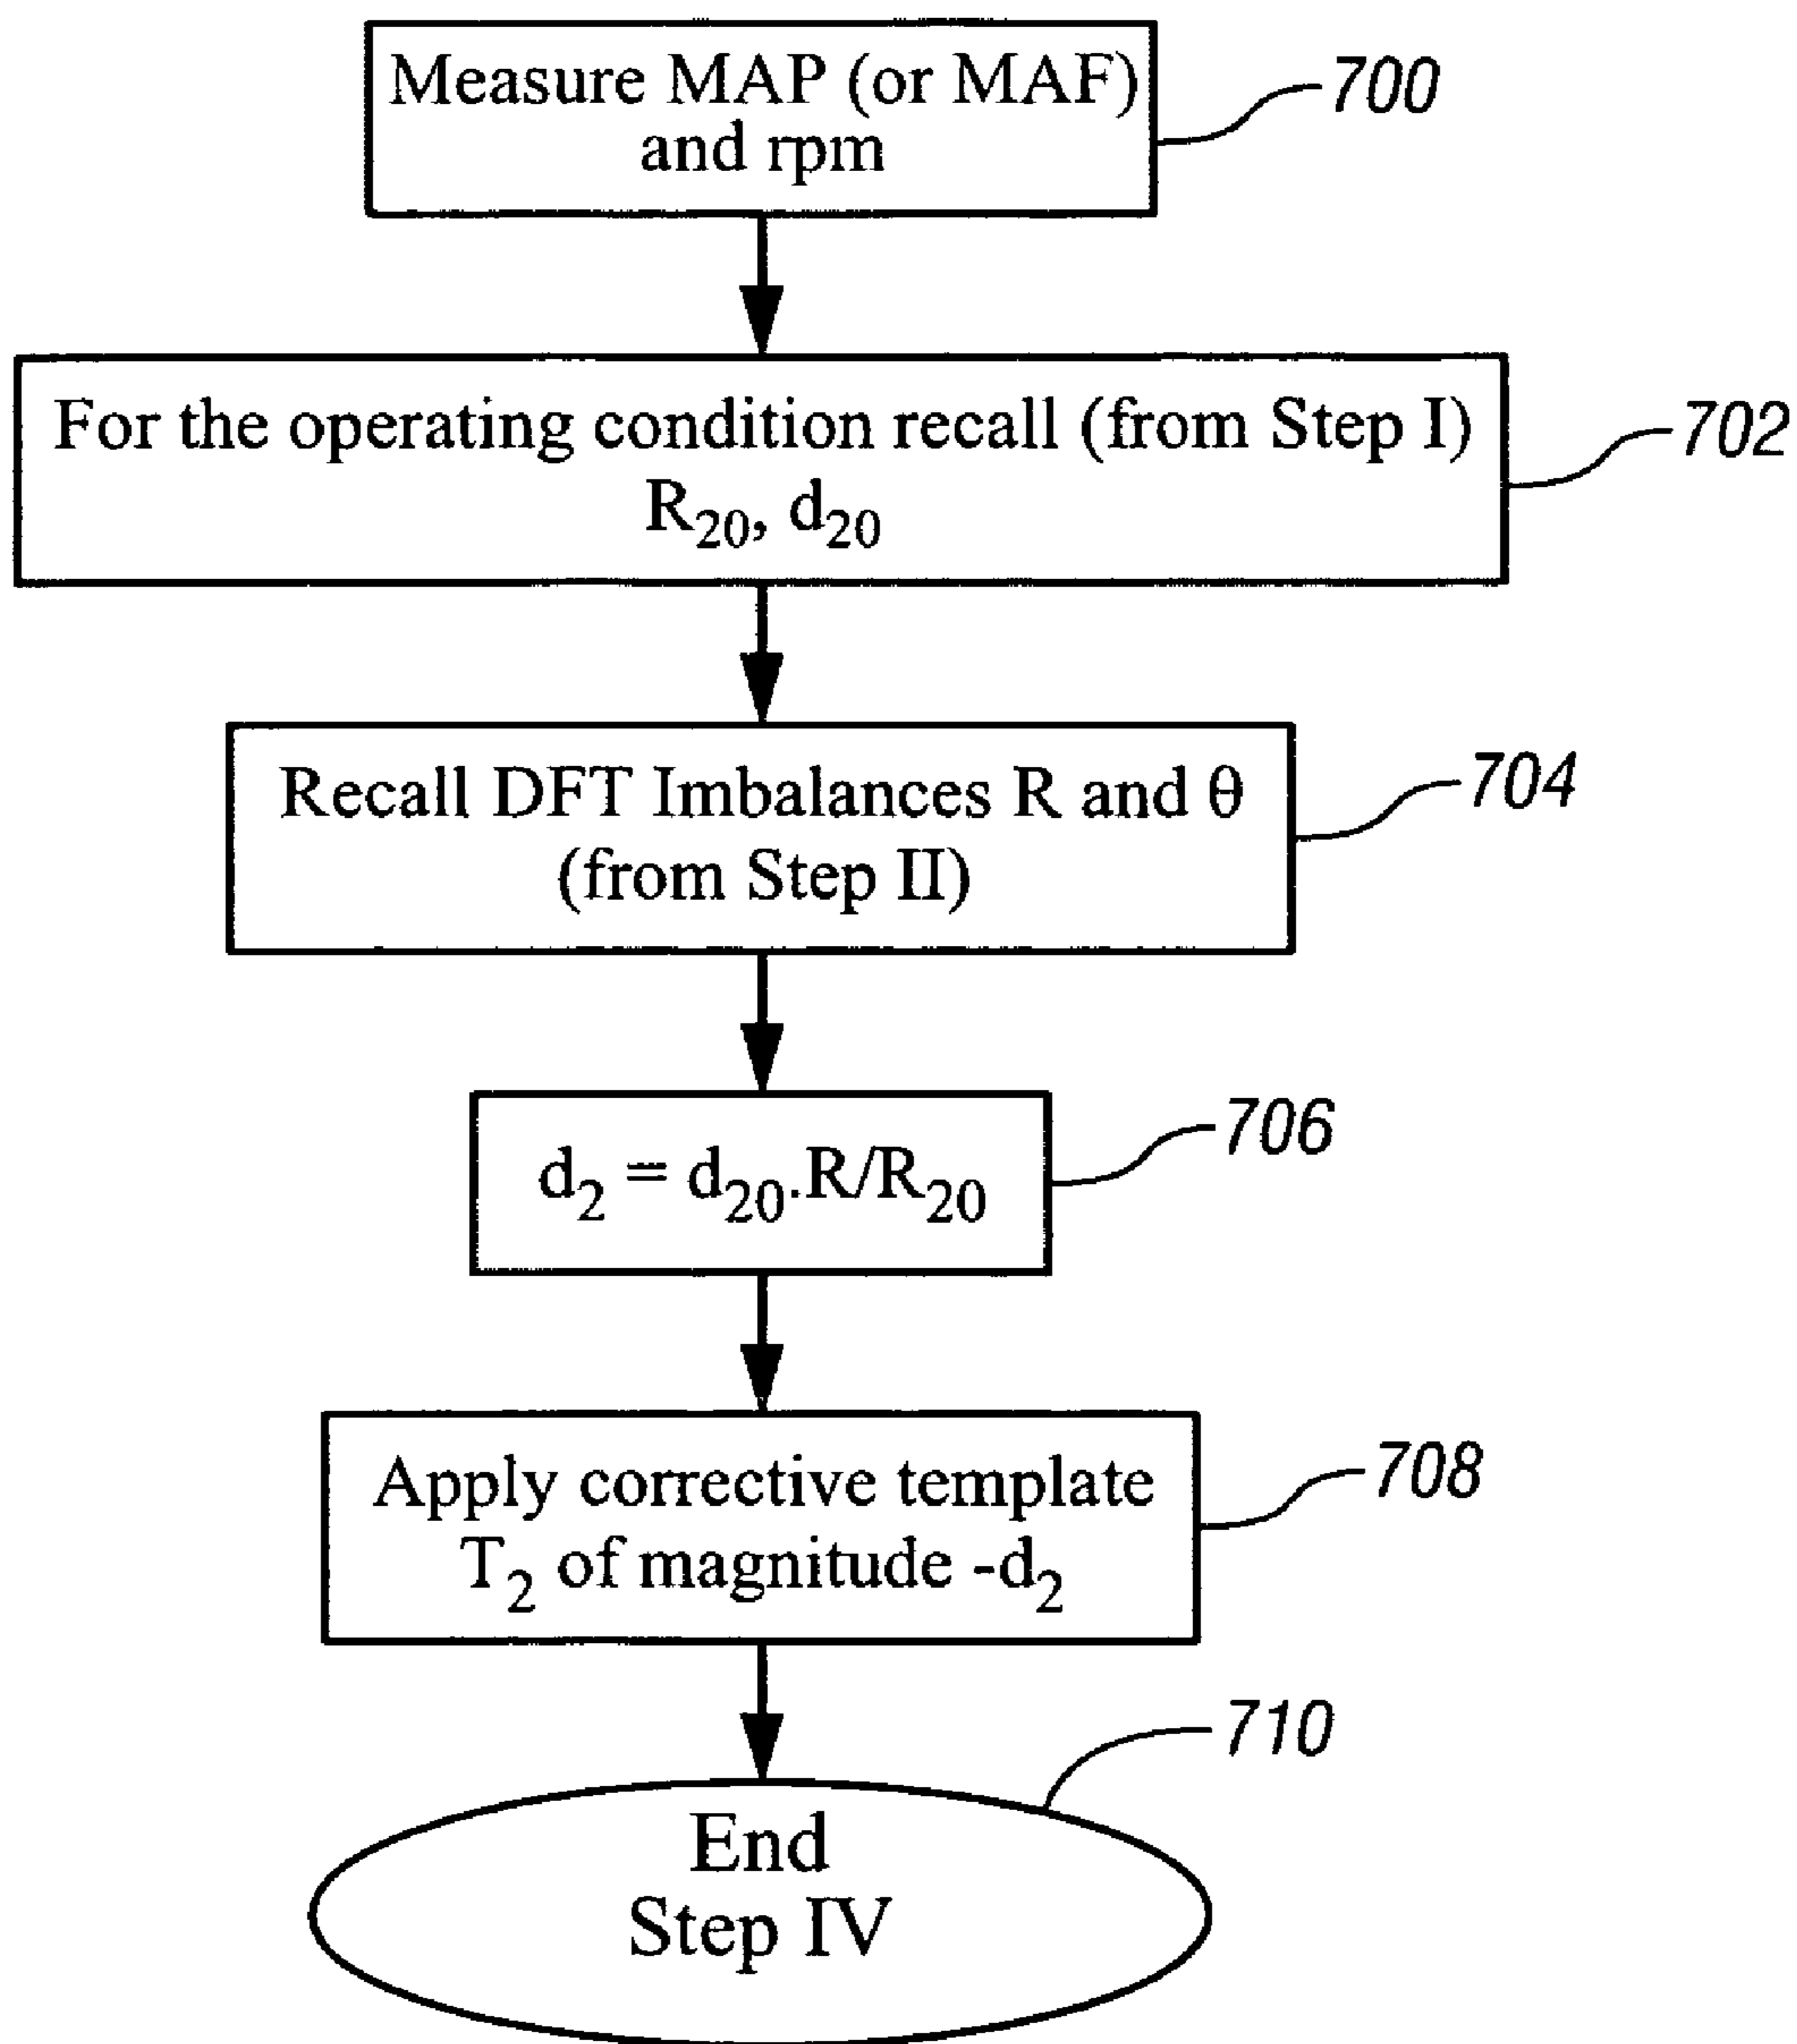 Measure MAP (or MAF)
and rpm
700
For the operating condition recall (from Step I)
R₂₀, d₂₀
702
Recall DFT Imbalances R and θ
(from Step II)
704
d₂ = d₂₀.R/R₂₀
706
Apply corrective template
T₂ of magnitude -d₂
708
710
End
Step IV